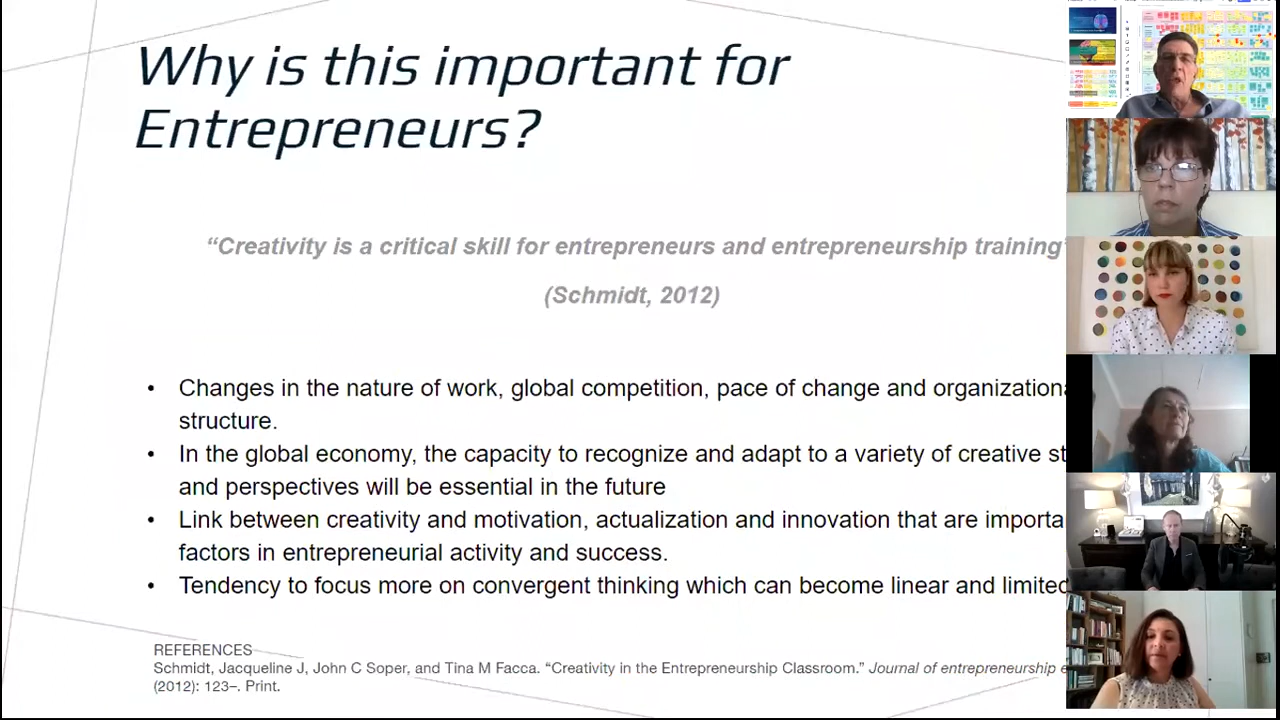 Why is this important for
Entrepreneurs?
“Creativity is a critical skill for entrepreneurs and entrepreneurship training”
(Schmidt, 2012)
• Changes in the nature of work, global competition, pace of change and organizationa
structure.
• In the global economy, the capacity to recognize and adapt to a variety of creative st
and perspectives will be essential in the future
• Link between creativity and motivation, actualization and innovation that are importa
factors in entrepreneurial activity and success.
• Tendency to focus more on convergent thinking which can become linear and limited
REFERENCES
Schmidt, Jacqueline J, John C Soper, and Tina M Facca. “Creativity in the Entrepreneurship Classroom.” Journal of entrepreneurship e
(2012): 123–. Print.